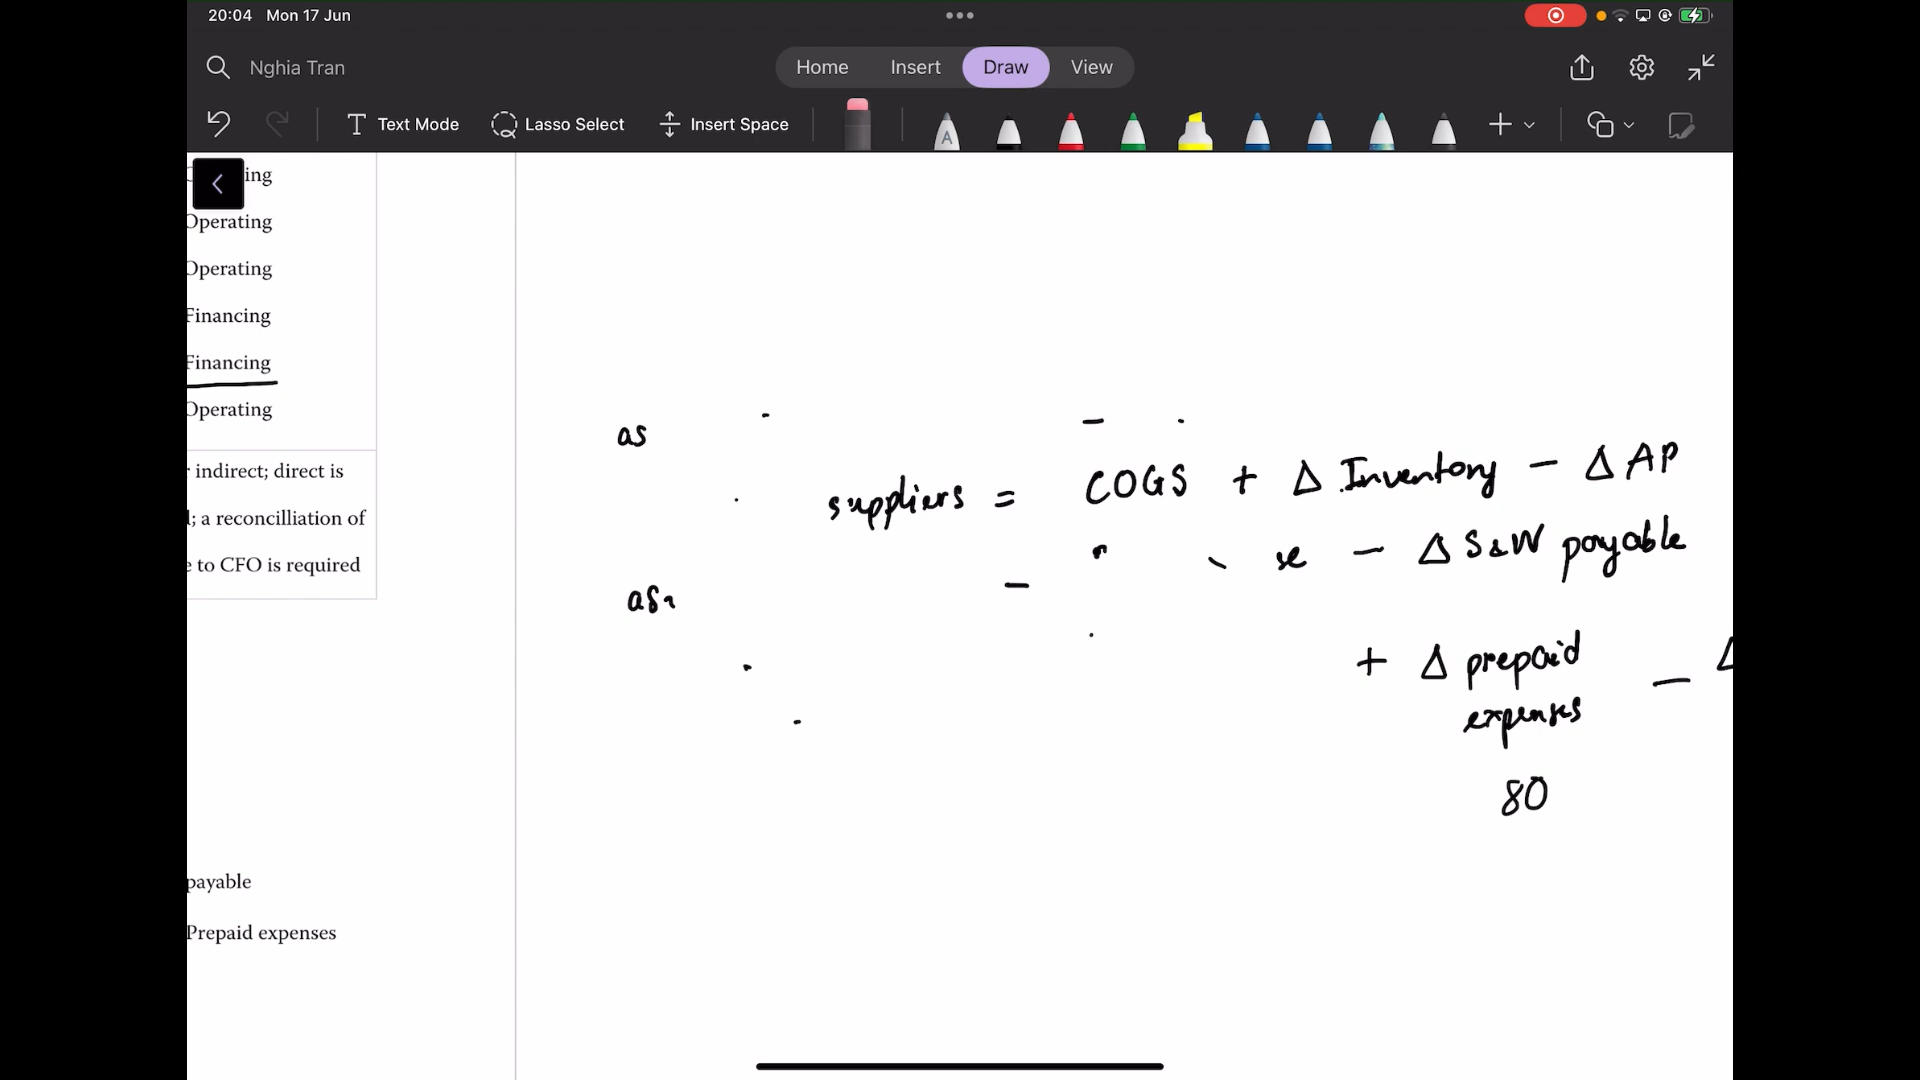 20:04 Mon 17 Jun
Nghia Tran
Home Insert Draw View
Text Mode Lasso Select Insert Space
A
ing
Operating
Operating
Financing
Financing
Operating
indirect; direct is
; a reconcilliation of
e to CFO is required
payable
Prepaid expenses
as
suppliers = COGS + Δ Inventory - Δ AP
se - Δ S&W payable
as
+ Δ prepaid - Δ
expenses
80